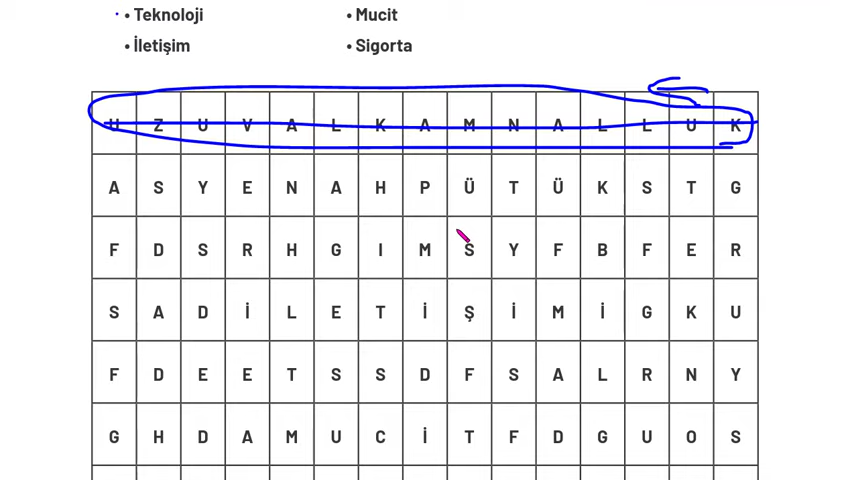 • Teknoloji • Mucit
• İletişim • Sigorta
U Z U V A L K A M N A L L U K
A S Y E N A H P Ü T Ü K S T G
F D S R H G I M S Y F B F E R
S A D İ L E T İ Ş İ M İ G K U
F D E E T S S D F S A L R N Y
G H D A M U C İ T F D G U O S